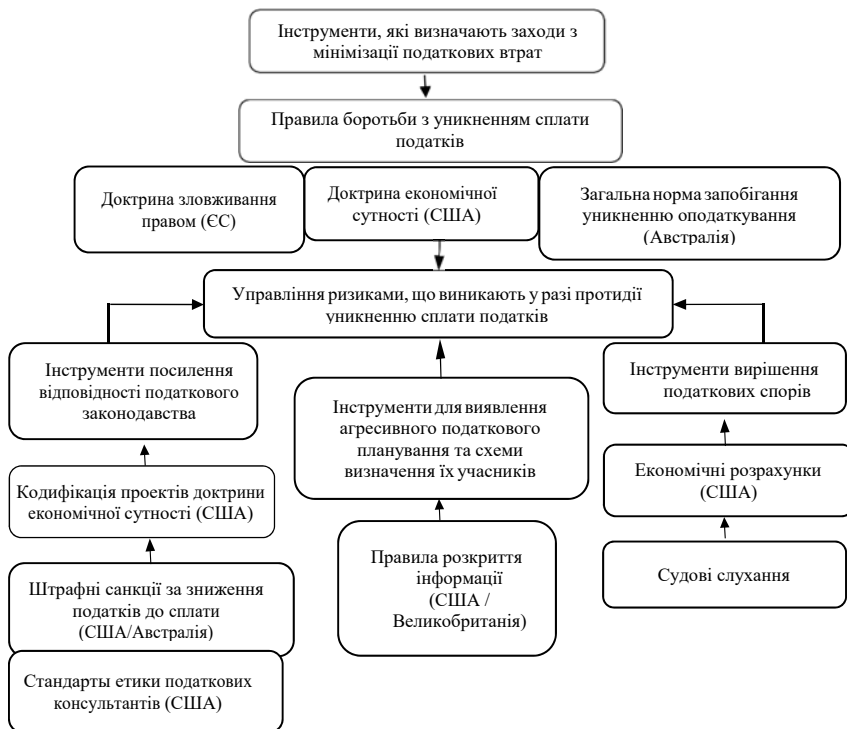 Інструменти, які визначають заходи з
мінімізації податкових втрат
Правила боротьби з уникненням сплати
податків
Доктрина зловживання
правом (ЄС)
Доктрина економічної
сутності (США)
Загальна норма запобігання
уникненню оподаткування
(Австралія)
Управління ризиками, що виникають у разі протидії
уникненню сплати податків
Інструменти посилення
відповідності податкового
законодавства
Інструменти для виявлення
агресивного податкового
планування та схеми
визначення їх учасників
Інструменти вирішення
податкових спорів
Кодифікація проектів доктрини
економічної сутності (США)
Економічні розрахунки
(США)
Правила розкриття
інформації
(США /
Великобританія)
Судові слухання
Штрафні санкції за зниження
податків до сплати
(США/Австралія)
Стандарты етики податкових
консультантів (США)